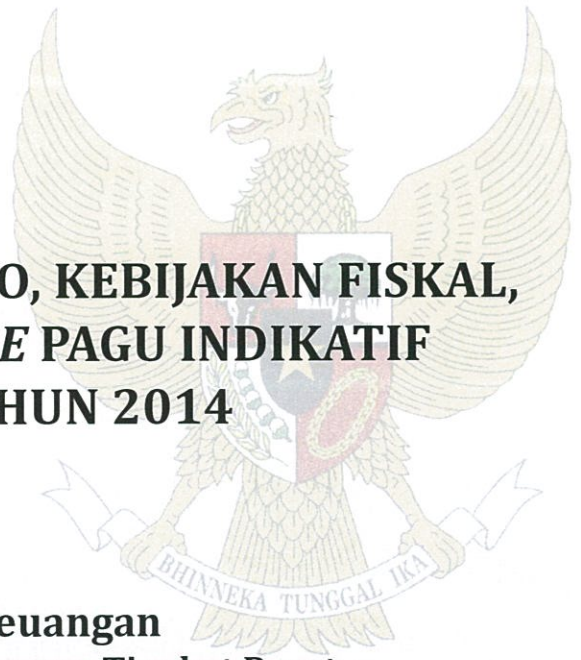 O, KEBIJAKAN FISKAL,
E PAGU INDIKATIF
HUN 2014
BHINNEKA TUNGGAL IKA
euangan